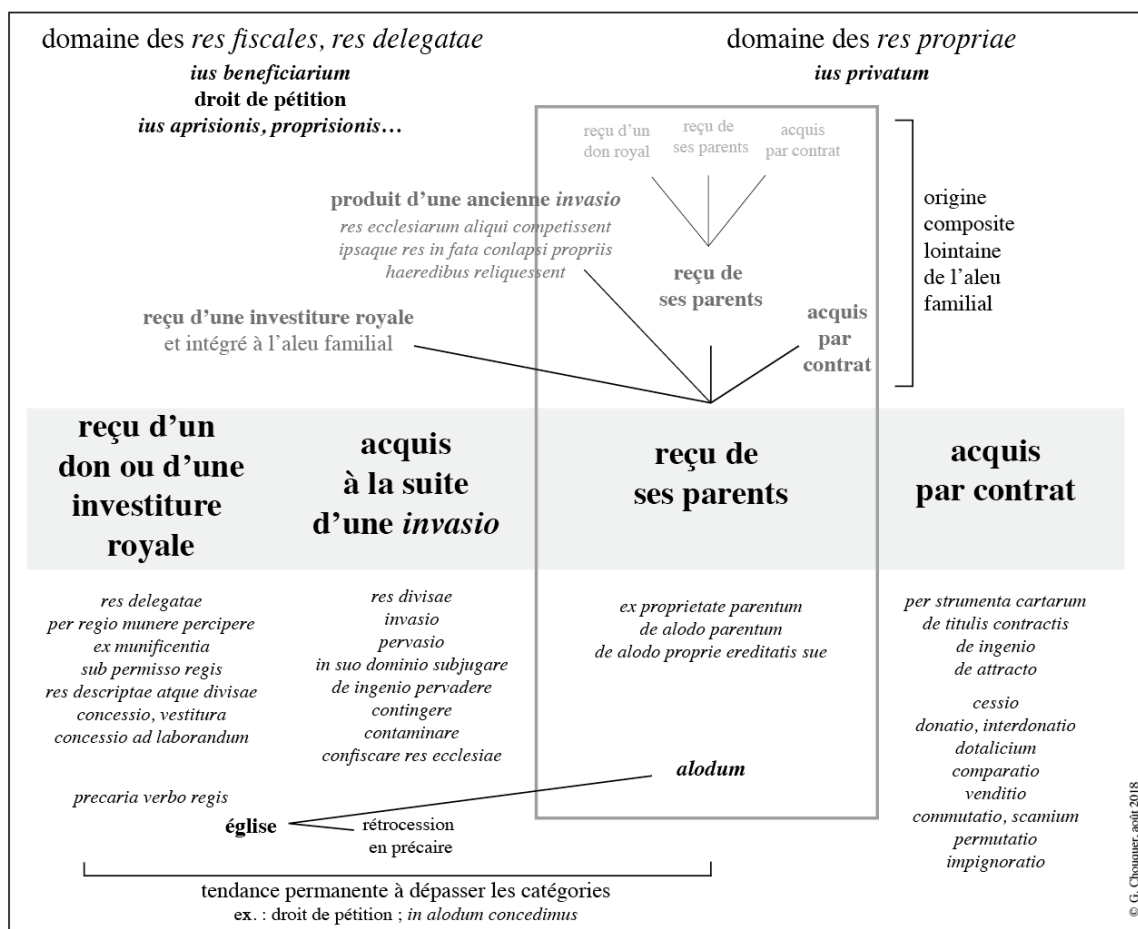 domaine des res fiscales, res delegatae
ius beneficiarium
droit de pétition
ius aprisionis, proprisionis…
domaine des res propriae
ius privatum
reçu d'un
don royal
reçu de
ses parents
acquis
par contrat
produit d'une ancienne invasio
res ecclesiarum aliqui competissent
ipsaque res in fata conlapsi propriis
haeredibus reliquessent
reçu de
ses parents
origine
composite
lointaine
de l'aleu
familial
reçu d'une investiture royale
et intégré à l'aleu familial
acquis
par
contrat
reçu d'un
don ou d'une
investiture
royale
acquis
à la suite
d'une invasio
reçu de
ses parents
acquis
par contrat
res delegatae
per regio munere percipere
ex munificentia
sub permisso regis
res descriptae atque divisae
concessio, vestitura
concessio ad laborandum
precaria verbo regis
res divisae
invasio
pervasio
in suo dominio subjugare
de ingenio pervadere
contingere
contaminare
confiscare res ecclesiae
ex proprietate parentum
de alodo parentum
de alodo proprie ereditatis sue
alodum
per strumenta cartarum
de titulis contractis
de ingenio
de attracto
cessio
donatio, interdonatio
dotalicium
comparatio
venditio
commutatio, scamium
permutatio
impignoratio
église
rétrocession
en précaire
tendance permanente à dépasser les catégories
ex. : droit de pétition ; in alodum concedimus
© G. Chouquer, août 2018